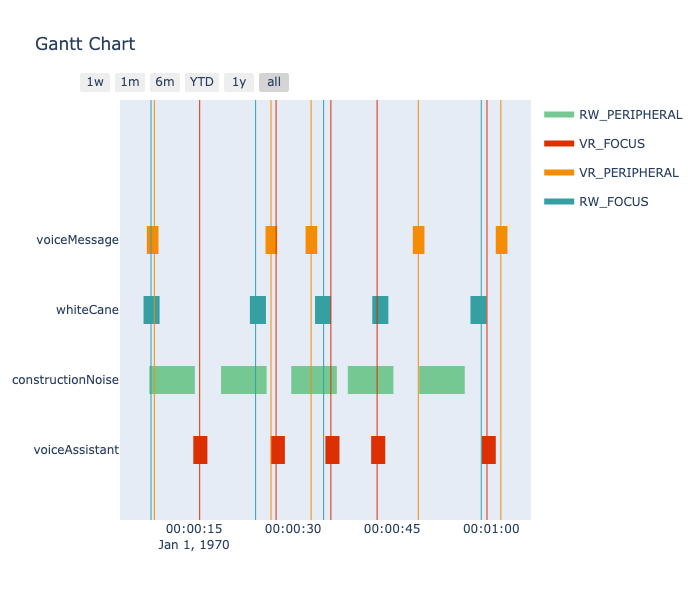 Gantt Chart
1w 1m 6m YTD 1y all
RW_PERIPHERAL
VR_FOCUS
VR_PERIPHERAL
RW_FOCUS
voiceMessage
whiteCane
constructionNoise
voiceAssistant
00:00:15 00:00:30 00:00:45 00:01:00
Jan 1, 1970